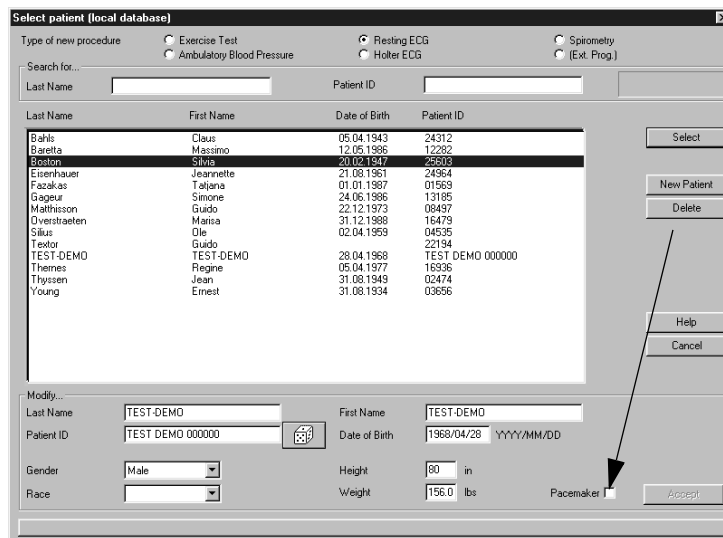 Select patient (local database)
Type of new procedure Exercise Test Resting ECG Spirometry
Ambulatory Blood Pressure Holter ECG (Ext. Prog.)
Search for...
Last Name Patient ID
Last Name First Name Date of Birth Patient ID
Bahls Claus 05.04.1943 24312
Baretta Massimo 12.05.1986 12282
Boston Silvia 20.02.1947 25603
Eisenhauer Jeannette 21.08.1961 24964
Fazakas Tatjana 01.01.1987 01569
Gageur Simone 24.06.1986 13185
Matthisson Guido 22.12.1973 08497
Overstraeten Marisa 31.12.1988 16479
Silius Ole 02.04.1959 04535
Textor Guido 22194
TEST-DEMO TEST-DEMO 28.04.1968 TEST DEMO 000000
Thernes Regine 05.04.1977 16936
Thyssen Jean 31.08.1949 02474
Young Ernest 31.08.1934 03656
Select
New Patient
Delete
Help
Cancel
Modify...
Last Name TEST-DEMO First Name TEST-DEMO
Patient ID TEST DEMO 000000 Date of Birth 1968/04/28 YYYY/MM/DD
Gender Male Height 80 in
Race Weight 156.0 lbs Pacemaker Accept